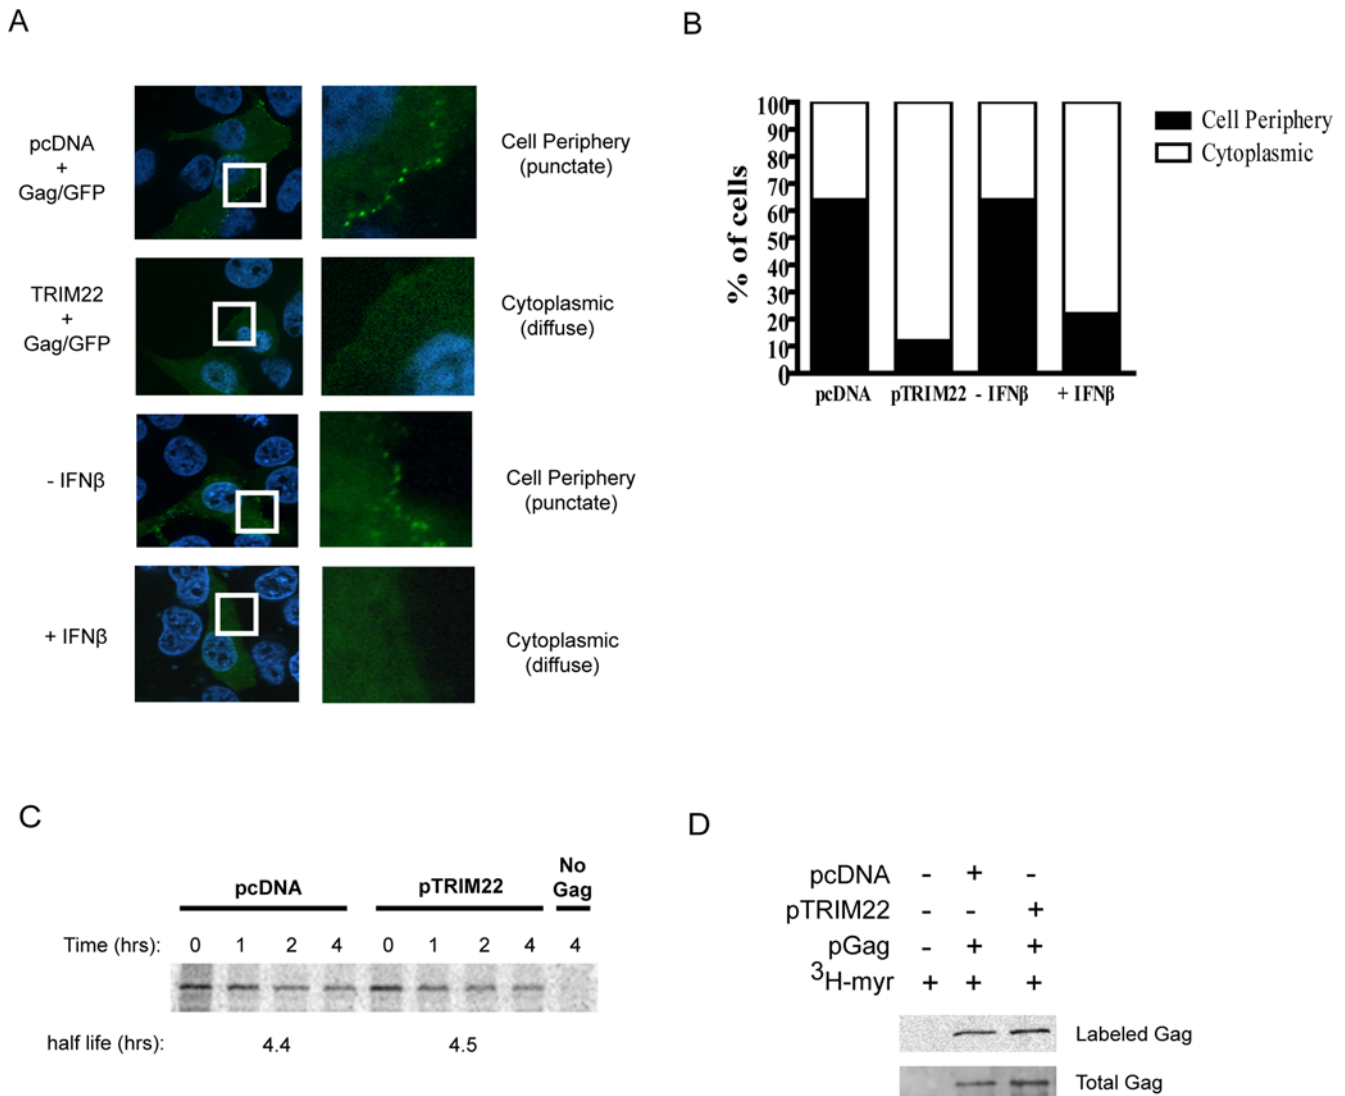 A
pcDNA
+
Gag/GFP
Cell Periphery
(punctate)
TRIM22
+
Gag/GFP
Cytoplasmic
(diffuse)
- IFNβ
Cell Periphery
(punctate)
+ IFNβ
Cytoplasmic
(diffuse)
B
% of cells
100
90
80
70
60
50
40
30
20
10
0
pcDNA pTRIM22 - IFNβ + IFNβ
Cell Periphery
Cytoplasmic
C
pcDNA pTRIM22 No Gag
Time (hrs): 0 1 2 4 0 1 2 4 4
half life (hrs): 4.4 4.5
D
pcDNA - + -
pTRIM22 - - +
pGag - + +
³H-myr + + +
Labeled Gag
Total Gag